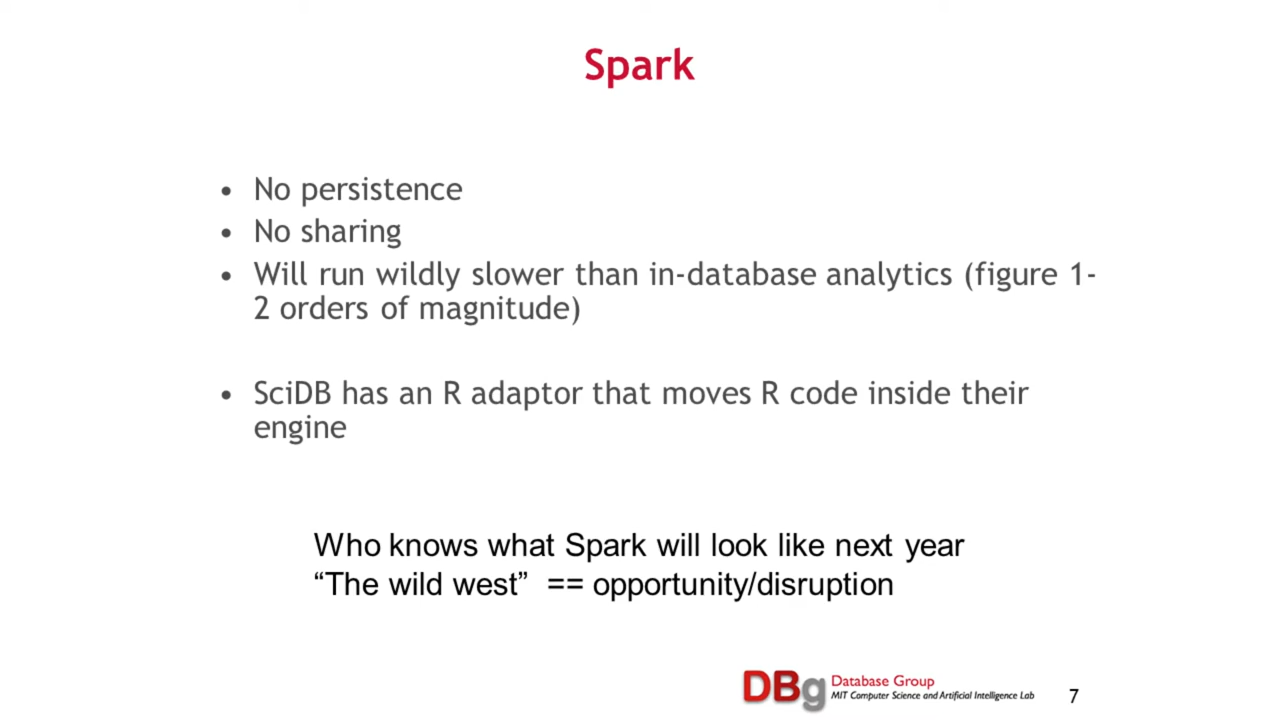 Spark
• No persistence
• No sharing
• Will run wildly slower than in-database analytics (figure 1-
2 orders of magnitude)
• SciDB has an R adaptor that moves R code inside their
engine
Who knows what Spark will look like next year
“The wild west”  == opportunity/disruption
DBg Database Group
MIT Computer Science and Artificial Intelligence Lab
7